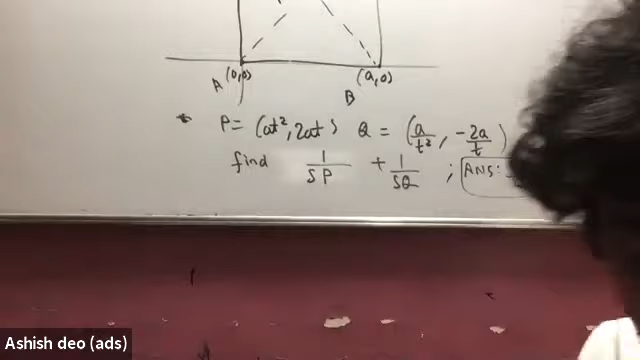 A (0,0) (a,0)
B
* P = (at², 2at) Q = (a/t², -2a/t)
find 1/SP + 1/SQ ; ANS:
Ashish deo (ads)